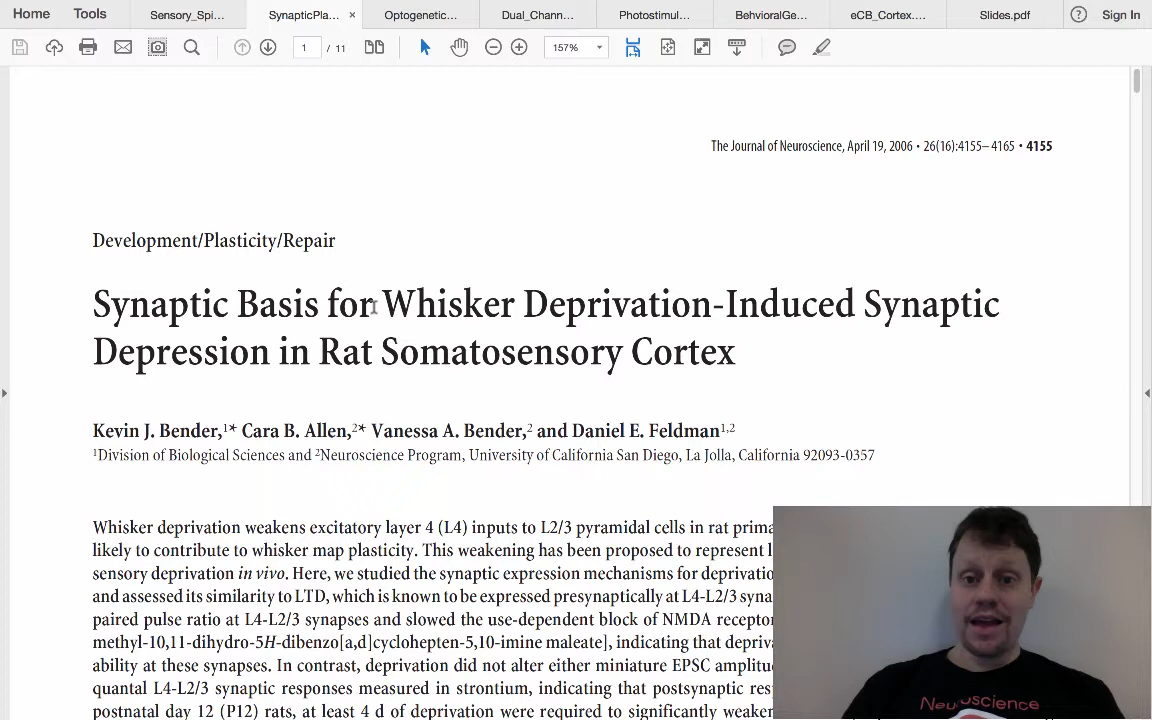 Home Tools Sensory_Spi... SynapticPla... × Optogenetic... Dual_Chann... Photostimul... BehvioralGe... eCB_Cortex.... Slides.pdf Sign In
1 / 11 157%
The Journal of Neuroscience, April 19, 2006 • 26(16):4155–4165 • 4155
Development/Plasticity/Repair
Synaptic Basis for Whisker Deprivation-Induced Synaptic
Depression in Rat Somatosensory Cortex
Kevin J. Bender,1* Cara B. Allen,2* Vanessa A. Bender,2 and Daniel E. Feldman1,2
1Division of Biological Sciences and 2Neuroscience Program, University of California San Diego, La Jolla, California 92093-0357
Whisker deprivation weakens excitatory layer 4 (L4) inputs to L2/3 pyramidal cells in rat prima
likely to contribute to whisker map plasticity. This weakening has been proposed to represent l
sensory deprivation in vivo. Here, we studied the synaptic expression mechanisms for deprivatio
and assessed its similarity to LTD, which is known to be expressed presynaptically at L4-L2/3 syna
paired pulse ratio at L4-L2/3 synapses and slowed the use-dependent block of NMDA recepto
methyl-10,11-dihydro-5H-dibenzo[a,d]cyclohepten-5,10-imine maleate], indicating that depriv
ability at these synapses. In contrast, deprivation did not alter either miniature EPSC amplitu
quantal L4-L2/3 synaptic responses measured in strontium, indicating that postsynaptic res
postnatal day 12 (P12) rats, at least 4 d of deprivation were required to significantly weaken
Neuroscience